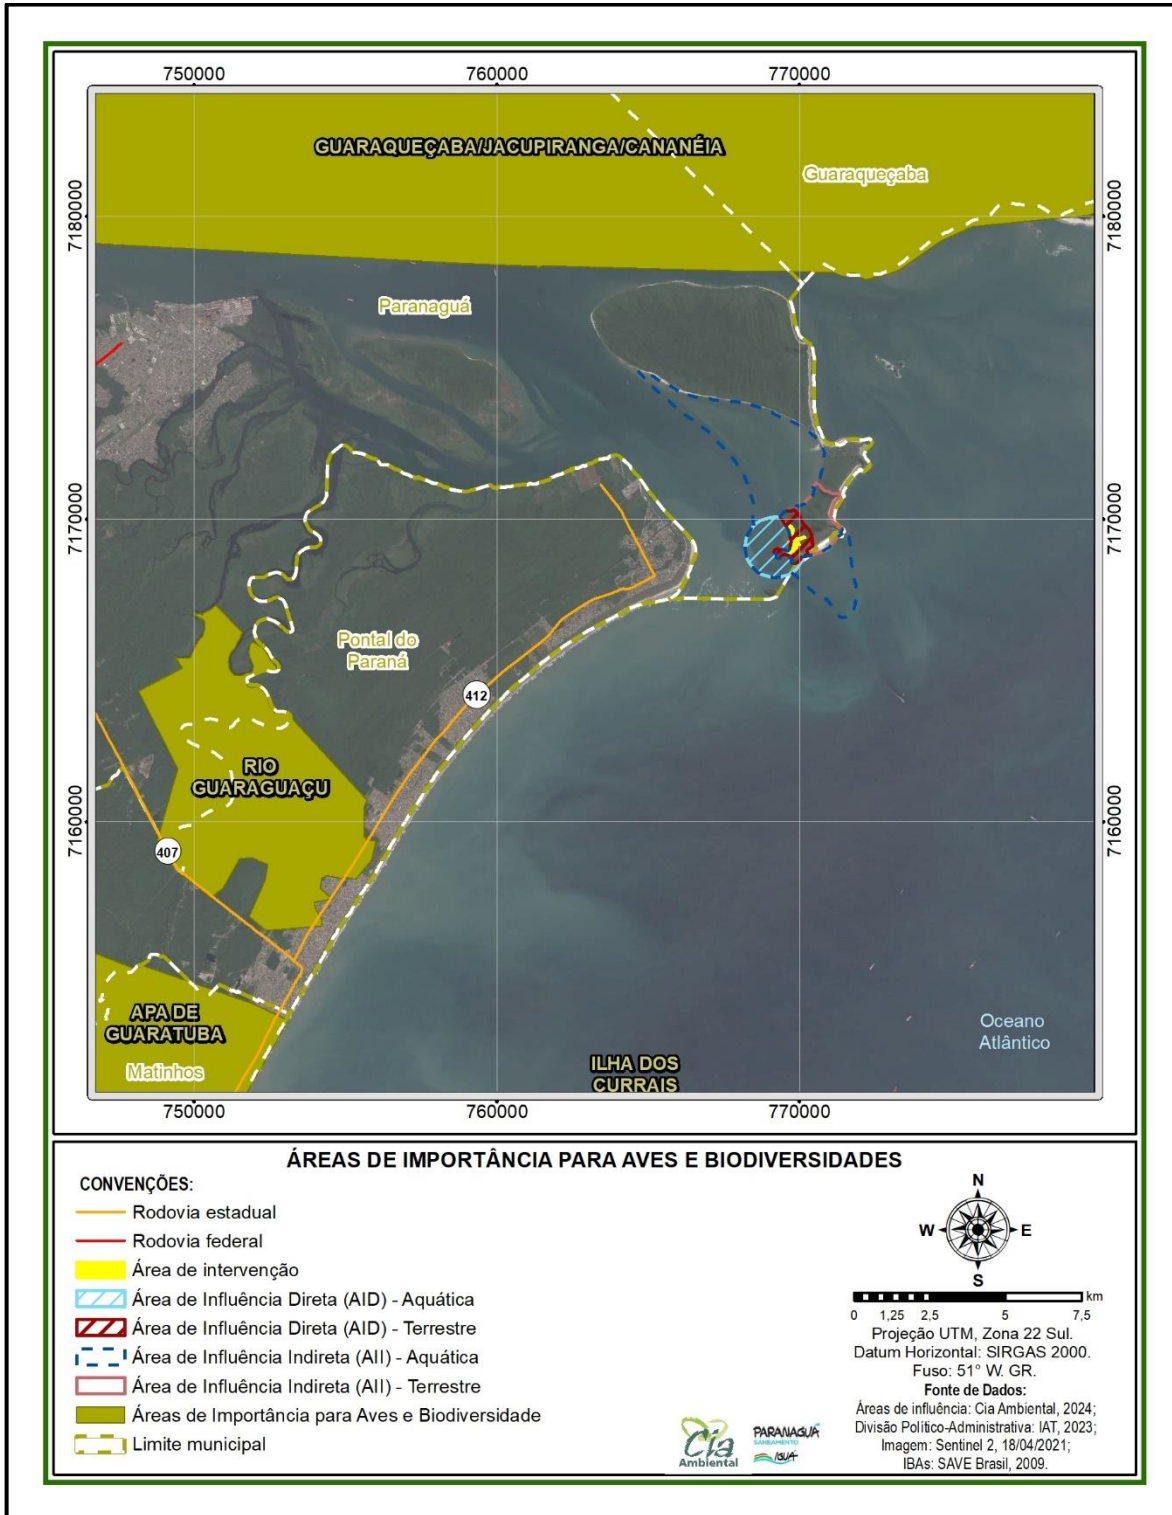 750000 760000 770000
GUARAQUEÇABA/JACUPIRANGA/CANANÉIA
Guaraqueçaba
7180000 7180000
Paranaguá
7170000 7170000
Pontal do
Paraná
412
RIO
GUARAGUAÇU
7160000 7160000
407
APA DE
GUARATUBA
Matinhos
ILHA DOS
CURRAIS
Oceano
Atlântico
750000 760000 770000
ÁREAS DE IMPORTÂNCIA PARA AVES E BIODIVERSIDADES
CONVENÇÕES:
Rodovia estadual
Rodovia federal
Área de intervenção
Área de Influência Direta (AID) - Aquática
Área de Influência Direta (AID) - Terrestre
Área de Influência Indireta (AII) - Aquática
Área de Influência Indireta (AII) - Terrestre
Áreas de Importância para Aves e Biodiversidade
Limite municipal
N
W E
S
km
0 1,25 2,5 5 7,5
Projeção UTM, Zona 22 Sul.
Datum Horizontal: SIRGAS 2000.
Fuso: 51° W. GR.
Fonte de Dados:
Áreas de influência: Cia Ambiental, 2024;
Divisão Político-Administrativa: IAT, 2023;
Imagem: Sentinel 2, 18/04/2021;
IBAs: SAVE Brasil, 2009.
Cia
Ambiental
PARANAGUÁ
SANEAMENTO
IGUÁ